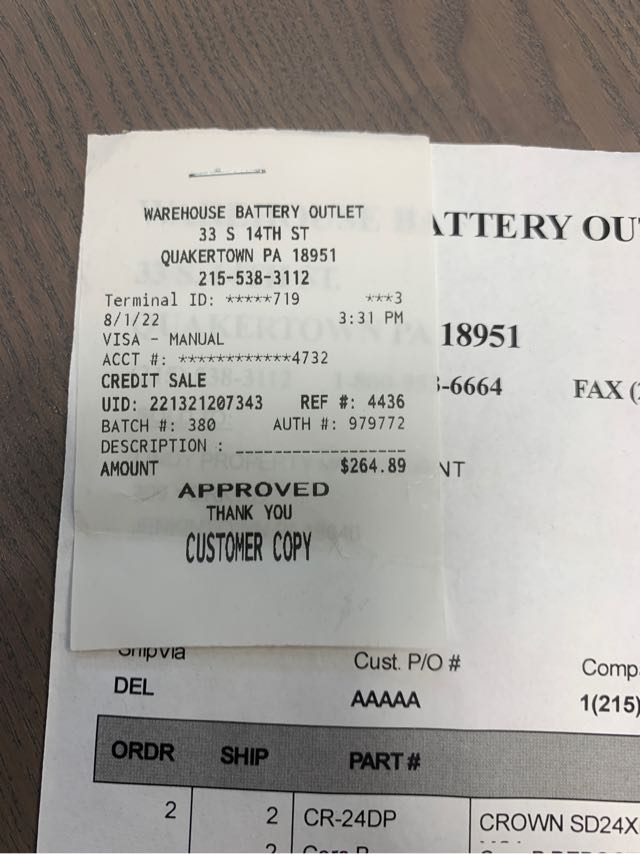 WAREHOUSE BATTERY OUTLET
33 S 14TH ST
QUAKERTOWN PA 18951
215-538-3112
Terminal ID: *****719 ***3
8/1/22 3:31 PM
VISA - MANUAL
ACCT #: ************4732
CREDIT SALE
UID: 221321207343 REF #: 4436
BATCH #: 380 AUTH #: 979772
DESCRIPTION :
AMOUNT $264.89
APPROVED
THANK YOU
CUSTOMER COPY
ATTERY OU
18951
-6664 FAX (
NT
ShipVia Cust. P/O # Comp.
DEL AAAAA 1(215)
ORDR SHIP PART#
2 2 CR-24DP CROWN SD24X
2